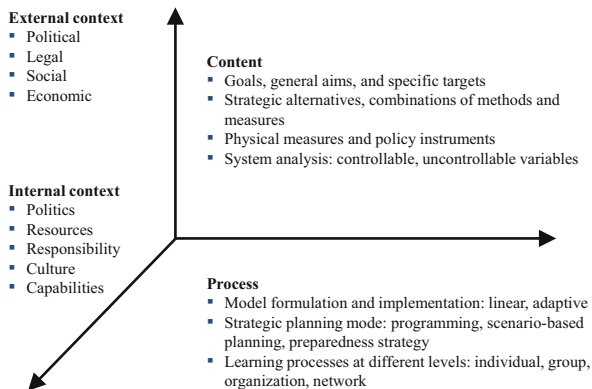 External context
▪ Political
▪ Legal
▪ Social
▪ Economic
Content
▪ Goals, general aims, and specific targets
▪ Strategic alternatives, combinations of methods and
measures
▪ Physical measures and policy instruments
▪ System analysis: controllable, uncontrollable variables
Internal context
▪ Politics
▪ Resources
▪ Responsibility
▪ Culture
▪ Capabilities
Process
▪ Model formulation and implementation: linear, adaptive
▪ Strategic planning mode: programming, scenario-based
planning, preparedness strategy
▪ Learning processes at different levels: individual, group,
organization, network